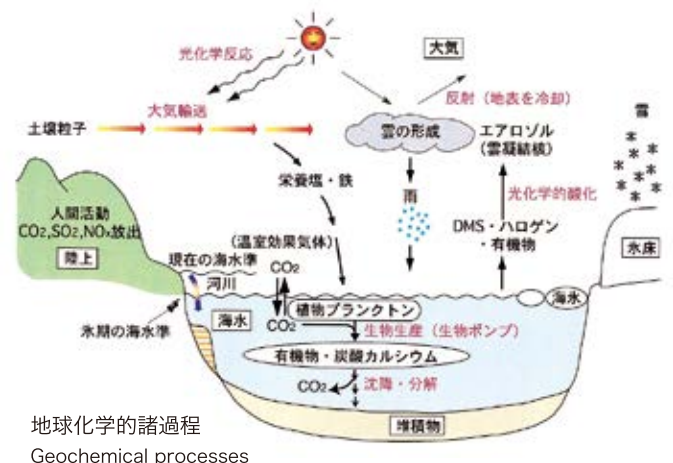 光化学反応
大気
大気輸送
反射（地表を冷却）
土壌粒子
雲の形成
エアロゾル
（雲凝結核）
雪
栄養塩・鉄
雨
光化学的酸化
人間活動
CO2,SO2,NOx放出
陸上
DMS・ハロゲン
・有機物
氷床
（温室効果気体）
現在の海水準
CO2
河川
海氷
植物プランクトン
氷期の海水準
海水
CO2
生物生産（生物ポンプ）
有機物・炭酸カルシウム
CO2
沈降・分解
堆積物
地球化学的諸過程
Geochemical processes